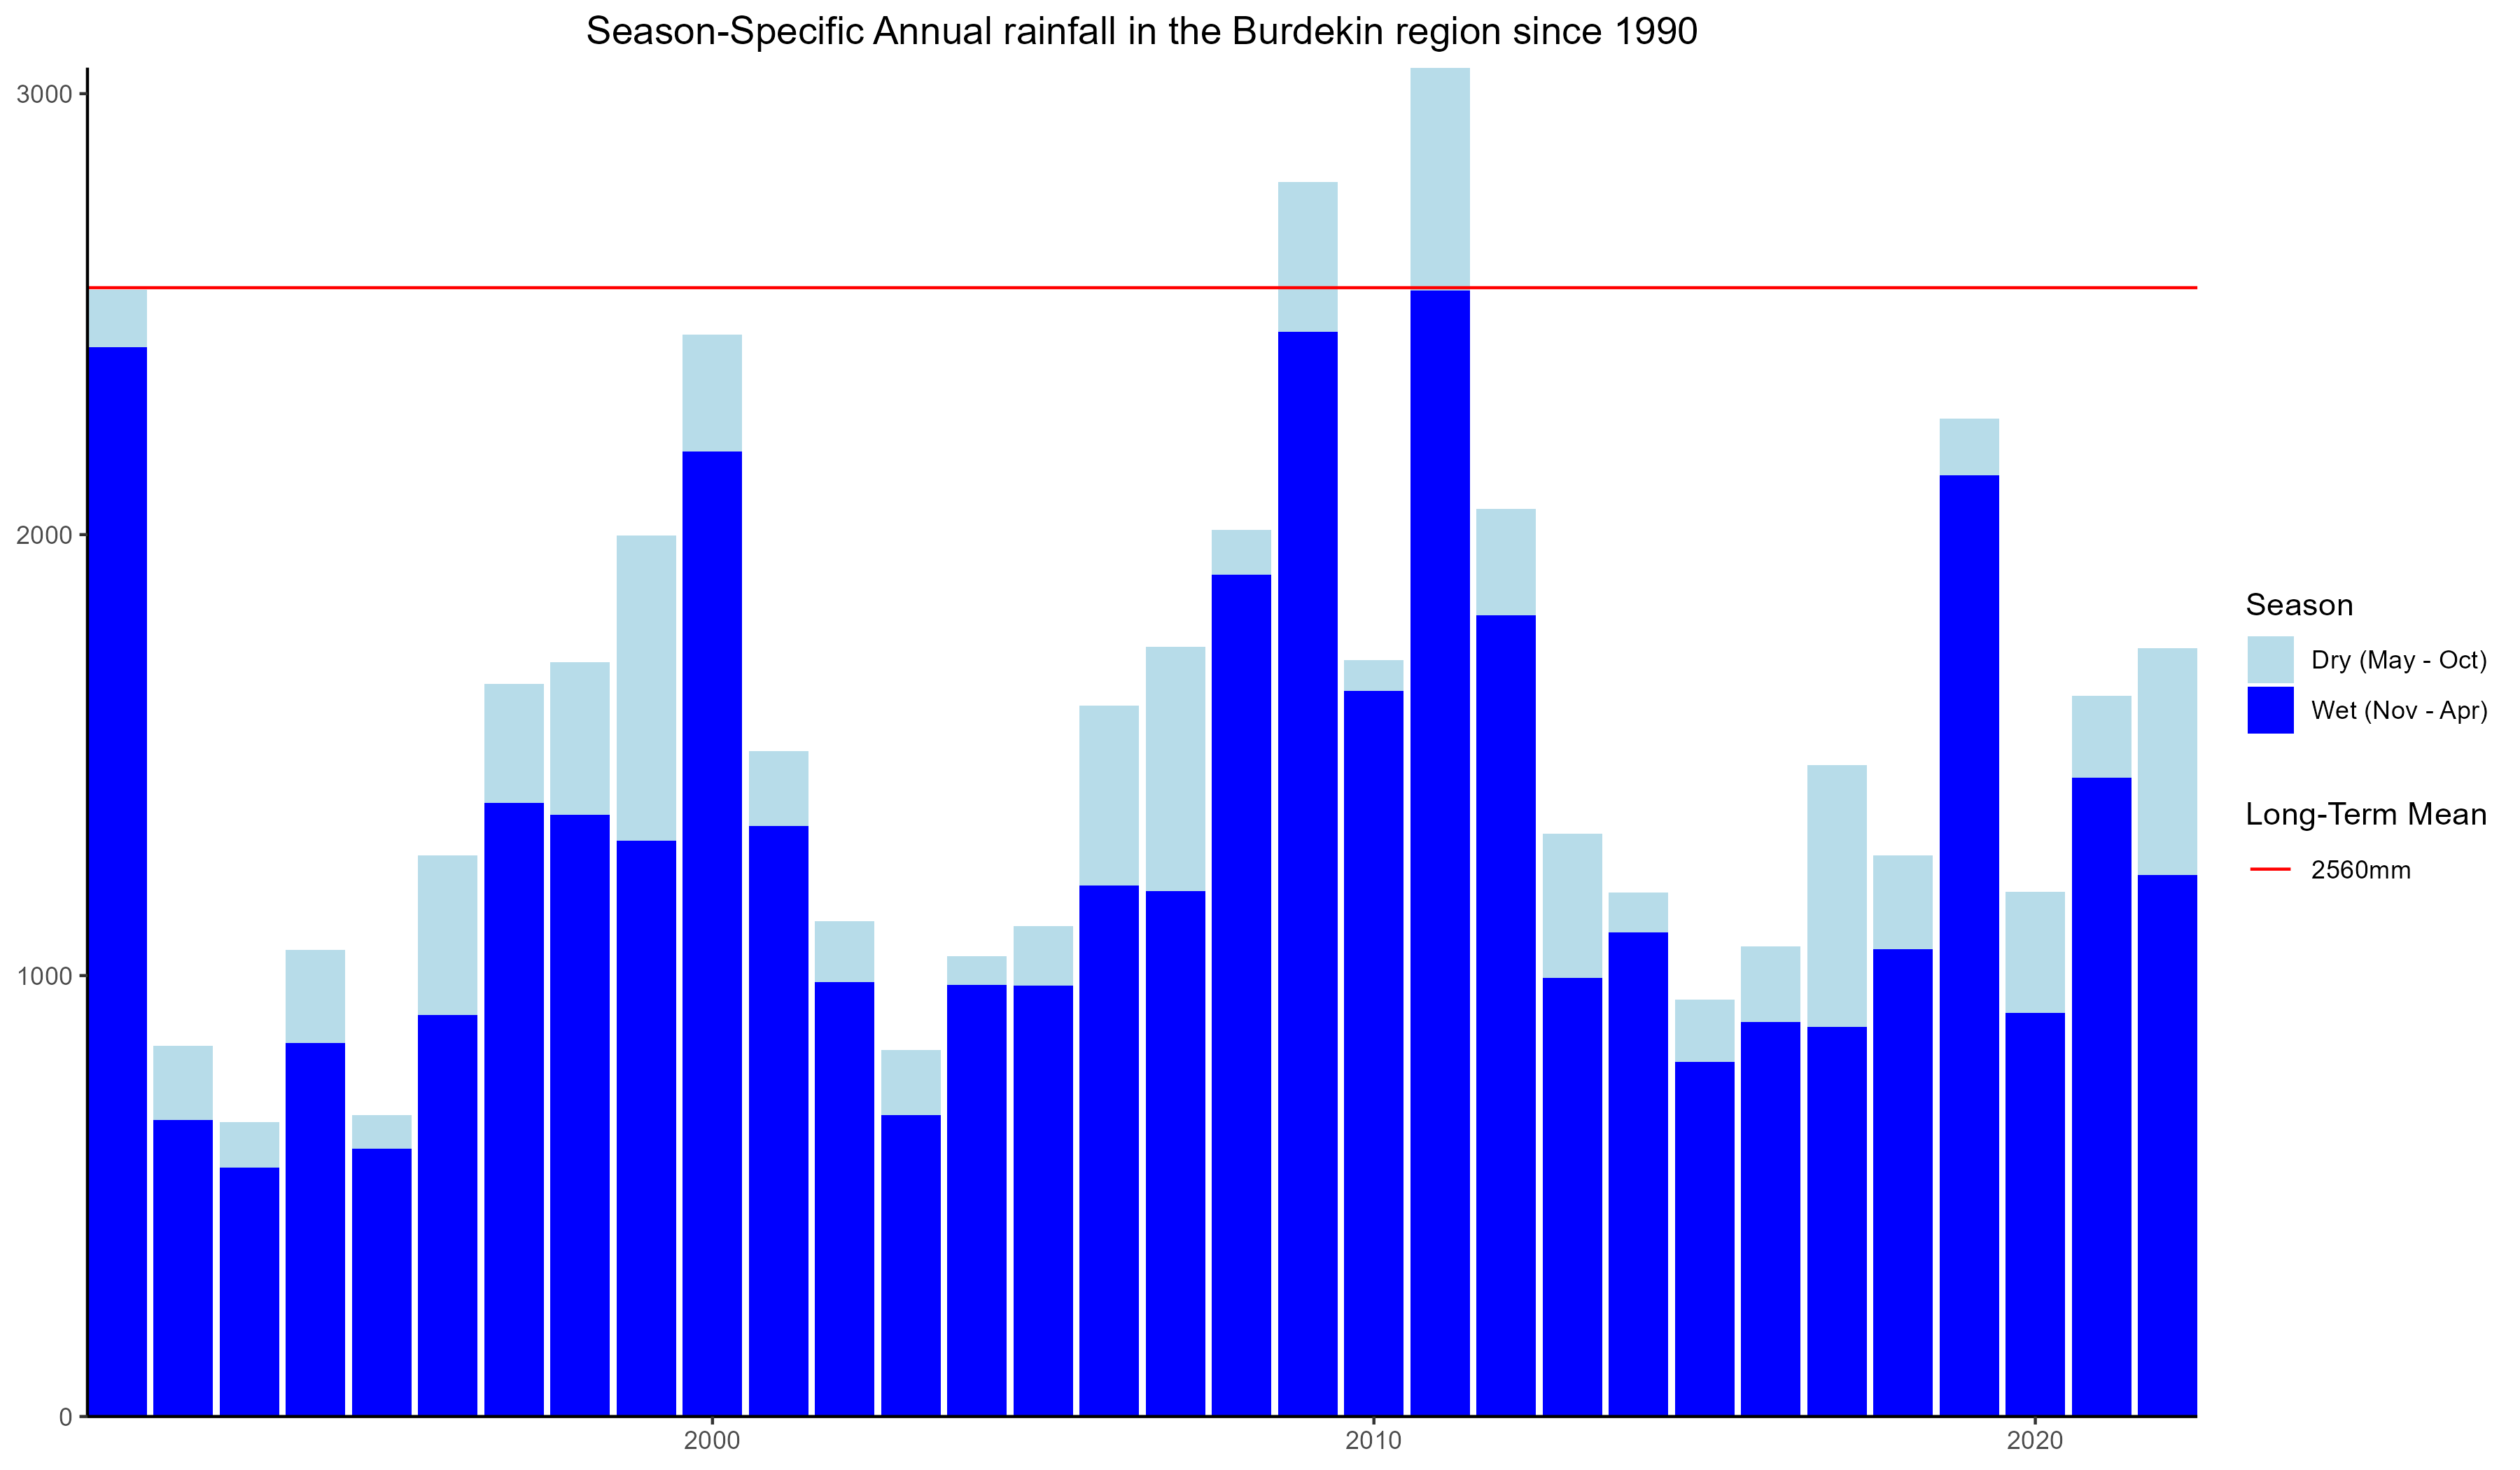 Season-Specific Annual rainfall in the Burdekin region since 1990
3000
2000
1000
0
2000
2010
2020
Season
Dry (May - Oct)
Wet (Nov - Apr)
Long-Term Mean
2560mm